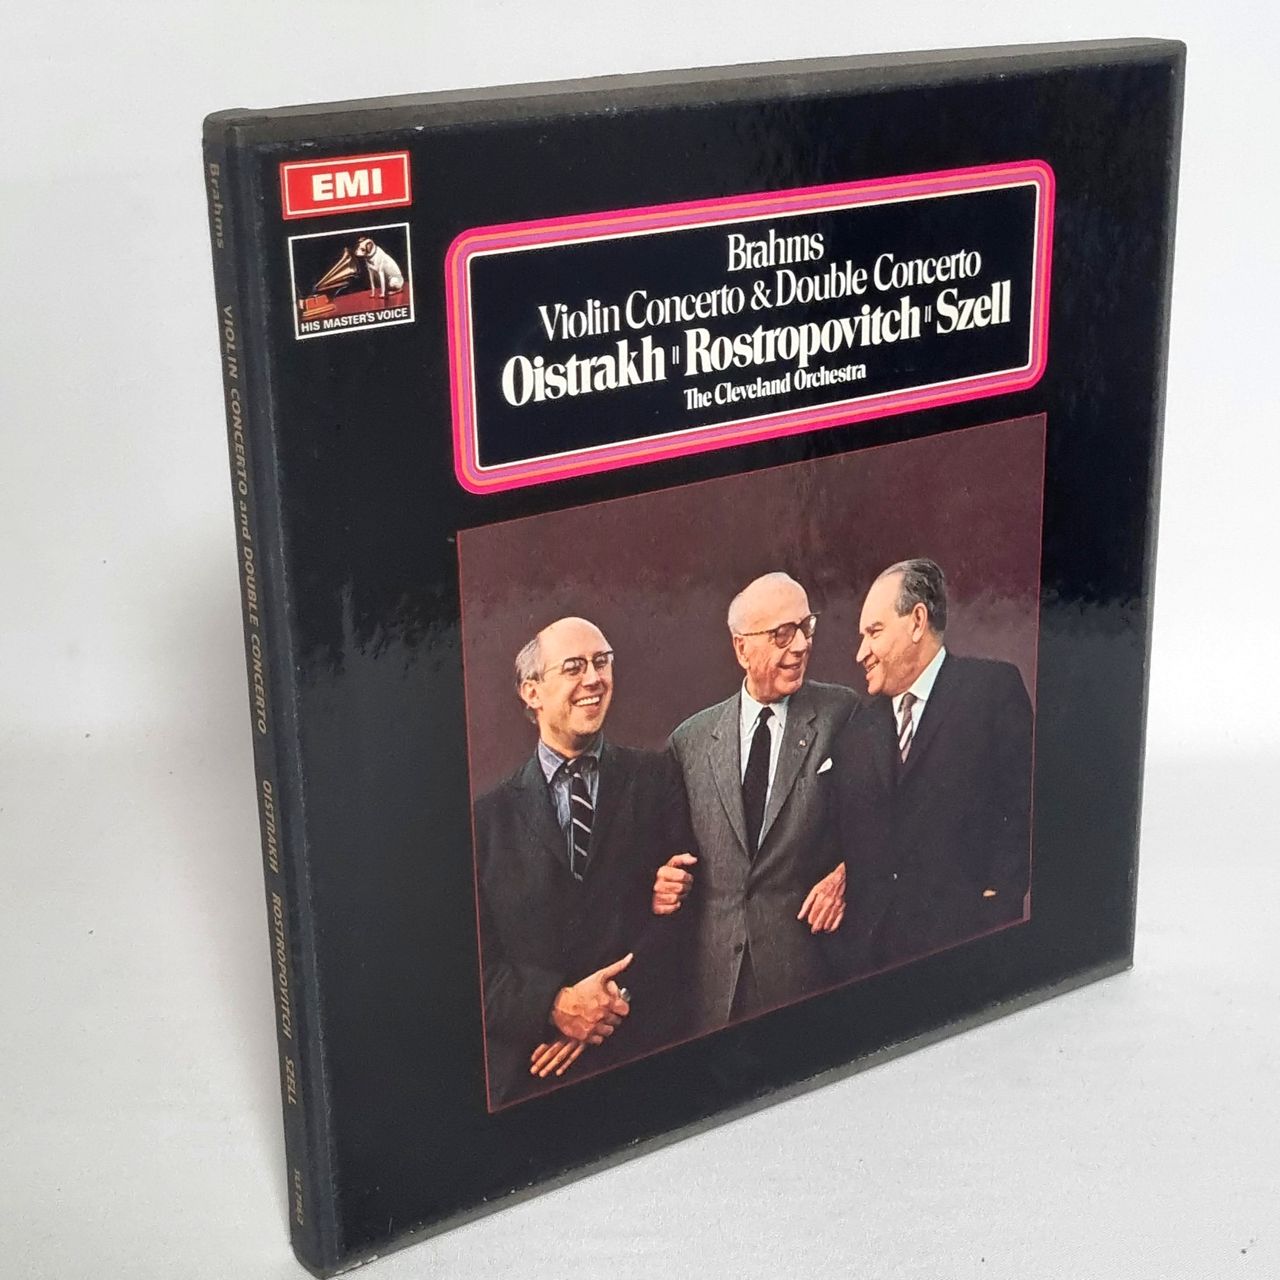 EMI
HIS MASTER'S VOICE
Brahms
Violin Concerto & Double Concerto
Oistrakh Rostropovitch Szell
The Cleveland Orchestra
Brahms VIOLIN CONCERTO and DOUBLE CONCERTO OISTRAKH ROSTROPOVITCH SZELL